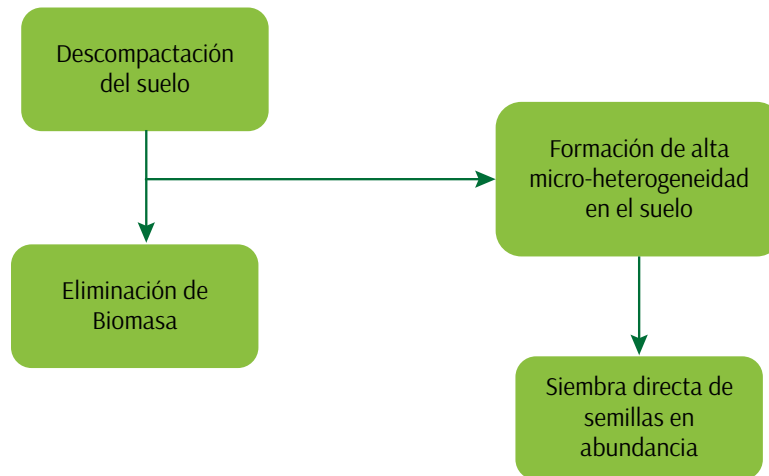 Descompactación
del suelo
Formación de alta
micro-heterogeneidad
en el suelo
Eliminación de
Biomasa
Siembra directa de
semillas en
abundancia